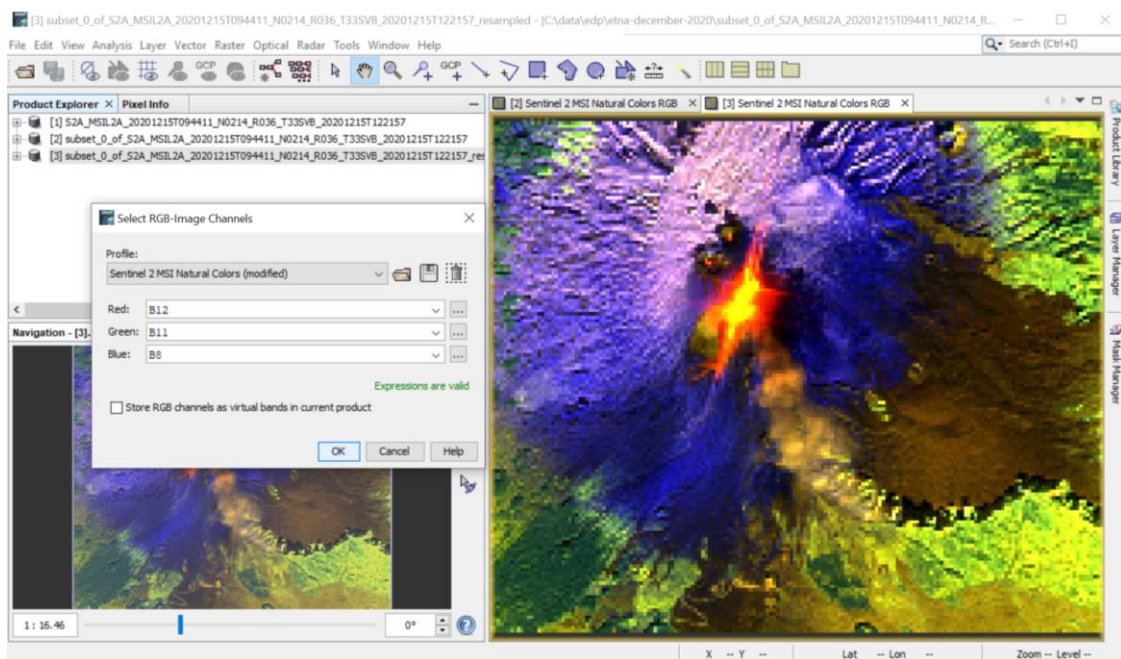 [3] subset_0_of_S2A_MSIL2A_20201215T094411_N0214_R036_T33SVB_20201215T122157_resampled - [C:\data\edp\etna-december-2020\subset_0_of_S2A_MSIL2A_20201215T094411_N0214_R...
File Edit View Analysis Layer Vector Raster Optical Radar Tools Window Help
Search (Ctrl+I)
GCP GCP
Product Explorer Pixel Info
[2] Sentinel 2 MSI Natural Colors RGB [3] Sentinel 2 MSI Natural Colors RGB
[1] S2A_MSIL2A_20201215T094411_N0214_R036_T33SVB_20201215T122157
[2] subset_0_of_S2A_MSIL2A_20201215T094411_N0214_R036_T33SVB_20201215T122157
[3] subset_0_of_S2A_MSIL2A_20201215T094411_N0214_R036_T33SVB_20201215T122157_res
Select RGB-Image Channels
Profile:
Sentinel 2 MSI Natural Colors (modified)
Red: B12 ...
Green: B11 ...
Blue: B8 ...
Expressions are valid
Store RGB channels as virtual bands in current product
OK Cancel Help
Navigation - [3]...
1 : 16.46 0°
Product Library
Layer Manager
Mask Manager
X -- Y -- Lat -- Lon -- Zoom -- Level --